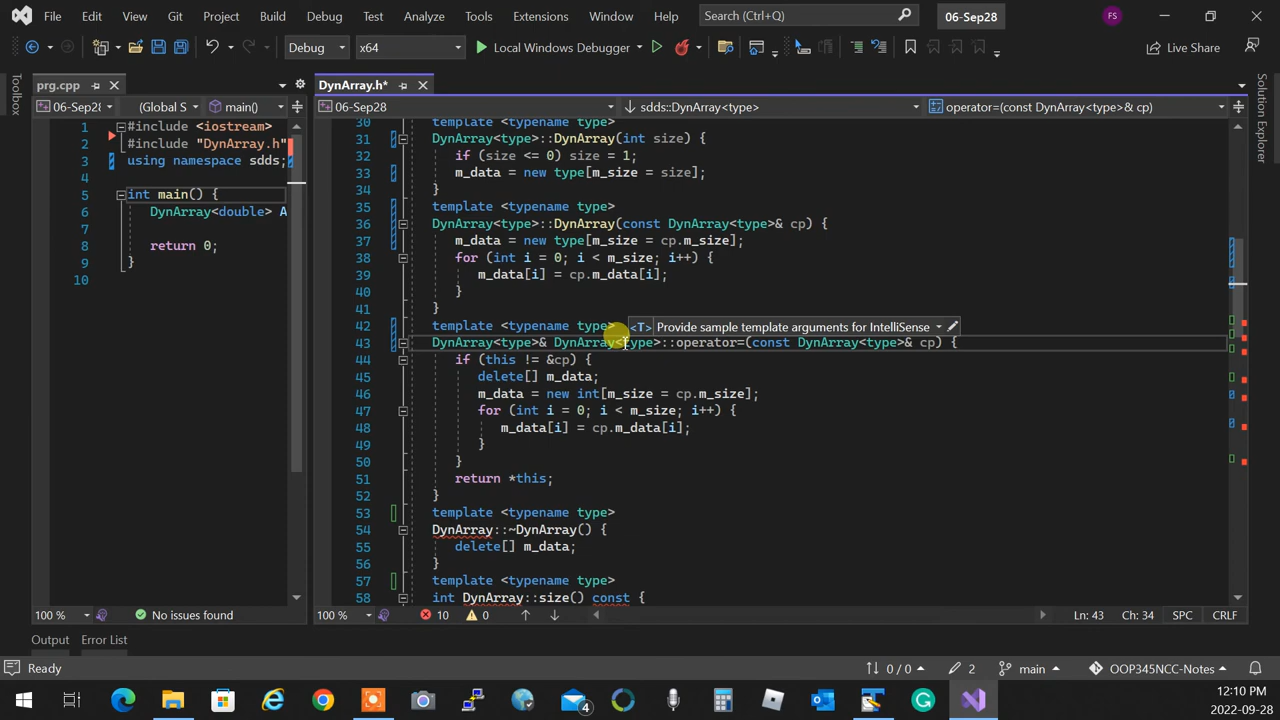 File Edit View Git Project Build Debug Test Analyze Tools Extensions Window Help Search (Ctrl+Q) 06-Sep28 FS
Debug x64 Local Windows Debugger Live Share
Toolbox
prg.cpp
06-Sep28 (Global S main()
1 #include <iostream>
2 #include "DynArray.h"
3 using namespace sdds;
4
5 int main() {
6 DynArray<double> A
7
8 return 0;
9 }
10
100 % No issues found
DynArray.h*
06-Sep28 sdds::DynArray<type> operator=(const DynArray<type>& cp)
30 template <typename type>
31 DynArray<type>::DynArray(int size) {
32 if (size <= 0) size = 1;
33 m_data = new type[m_size = size];
34 }
35 template <typename type>
36 DynArray<type>::DynArray(const DynArray<type>& cp) {
37 m_data = new type[m_size = cp.m_size];
38 for (int i = 0; i < m_size; i++) {
39 m_data[i] = cp.m_data[i];
40 }
41 }
42 template <typename type> <T> Provide sample template arguments for IntelliSense
43 DynArray<type>& DynArray<type>::operator=(const DynArray<type>& cp) {
44 if (this != &cp) {
45 delete[] m_data;
46 m_data = new int[m_size = cp.m_size];
47 for (int i = 0; i < m_size; i++) {
48 m_data[i] = cp.m_data[i];
49 }
50 }
51 return *this;
52 }
53 template <typename type>
54 DynArray::~DynArray() {
55 delete[] m_data;
56 }
57 template <typename type>
58 int DynArray::size() const {
100 % 10 0 Ln: 43 Ch: 34 SPC CRLF
Solution Explorer
Output Error List
Ready 0 / 0 2 main OOP345NCC-Notes
4
12:10 PM
2022-09-28